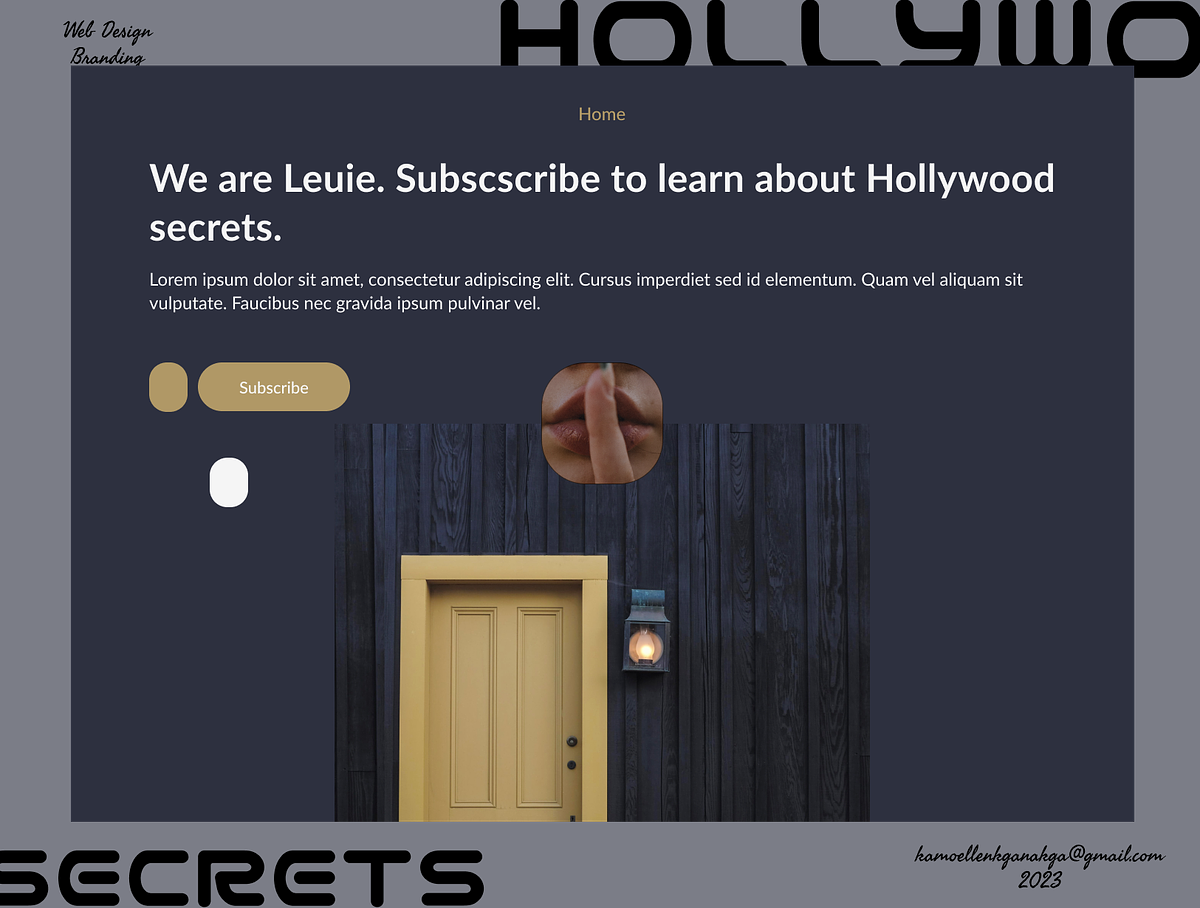 Web Design
Branding
HOLLYWO
Home
We are Leuie. Subscscribe to learn about Hollywood
secrets.
Lorem ipsum dolor sit amet, consectetur adipiscing elit. Cursus imperdiet sed id elementum. Quam vel aliquam sit
vulputate. Faucibus nec gravida ipsum pulvinar vel.
Subscribe
SECRETS
kamoellenkganakga@gmail.com
2023